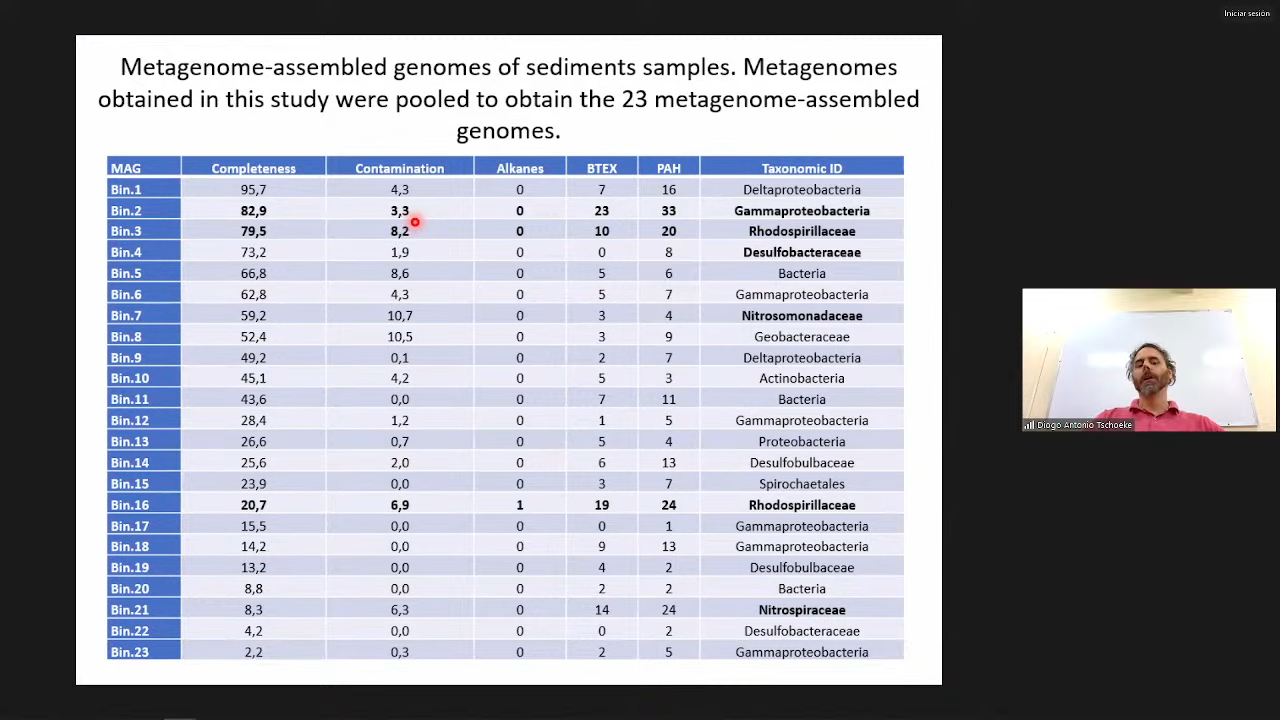 Iniciar sesión
Metagenome-assembled genomes of sediments samples. Metagenomes
obtained in this study were pooled to obtain the 23 metagenome-assembled
genomes.
MAG Completeness Contamination Alkanes BTEX PAH Taxonomic ID
Bin.1 95,7 4,3 0 7 16 Deltaproteobacteria
Bin.2 82,9 3,3 0 23 33 Gammaproteobacteria
Bin.3 79,5 8,2 0 10 20 Rhodospirillaceae
Bin.4 73,2 1,9 0 0 8 Desulfobacteraceae
Bin.5 66,8 8,6 0 5 6 Bacteria
Bin.6 62,8 4,3 0 5 7 Gammaproteobacteria
Bin.7 59,2 10,7 0 3 4 Nitrosomonadaceae
Bin.8 52,4 10,5 0 3 9 Geobacteraceae
Bin.9 49,2 0,1 0 2 7 Deltaproteobacteria
Bin.10 45,1 4,2 0 5 3 Actinobacteria
Bin.11 43,6 0,0 0 7 11 Bacteria
Bin.12 28,4 1,2 0 1 5 Gammaproteobacteria
Bin.13 26,6 0,7 0 5 4 Proteobacteria
Bin.14 25,6 2,0 0 6 13 Desulfobulbaceae
Bin.15 23,9 0,0 0 3 7 Spirochaetales
Bin.16 20,7 6,9 1 19 24 Rhodospirillaceae
Bin.17 15,5 0,0 0 0 1 Gammaproteobacteria
Bin.18 14,2 0,0 0 9 13 Gammaproteobacteria
Bin.19 13,2 0,0 0 4 2 Desulfobulbaceae
Bin.20 8,8 0,0 0 2 2 Bacteria
Bin.21 8,3 6,3 0 14 24 Nitrospiraceae
Bin.22 4,2 0,0 0 0 2 Desulfobacteraceae
Bin.23 2,2 0,3 0 2 5 Gammaproteobacteria
Diogo Antonio Tschoeke